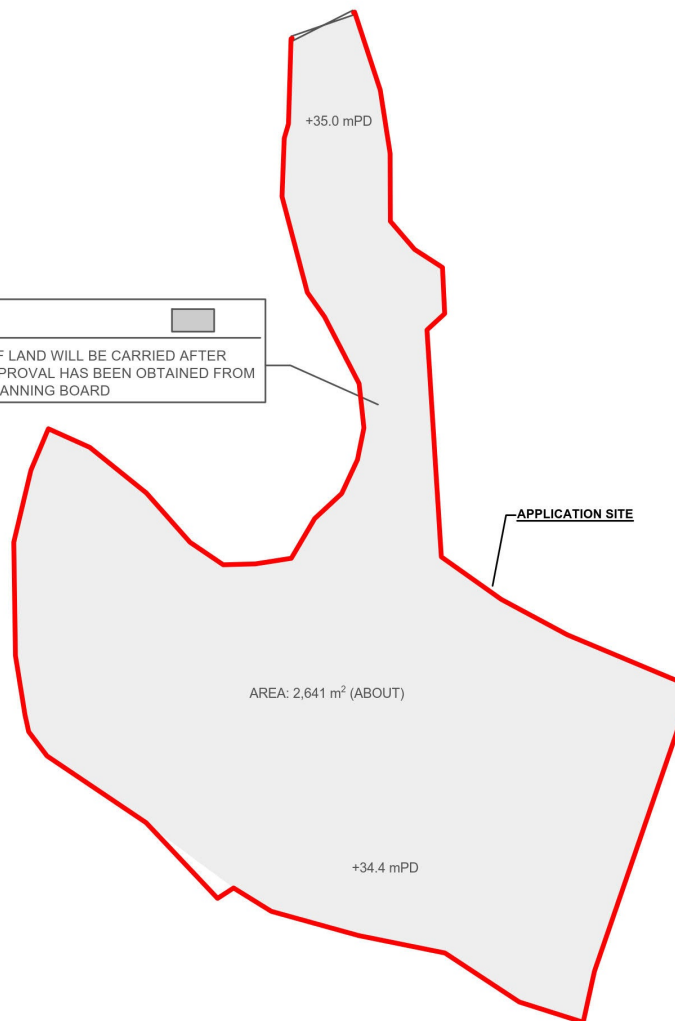 +35.0 mPD
F LAND WILL BE CARRIED AFTER
PROVAL HAS BEEN OBTAINED FROM
ANNING BOARD
APPLICATION SITE
AREA: 2,641 m² (ABOUT)
+34.4 mPD